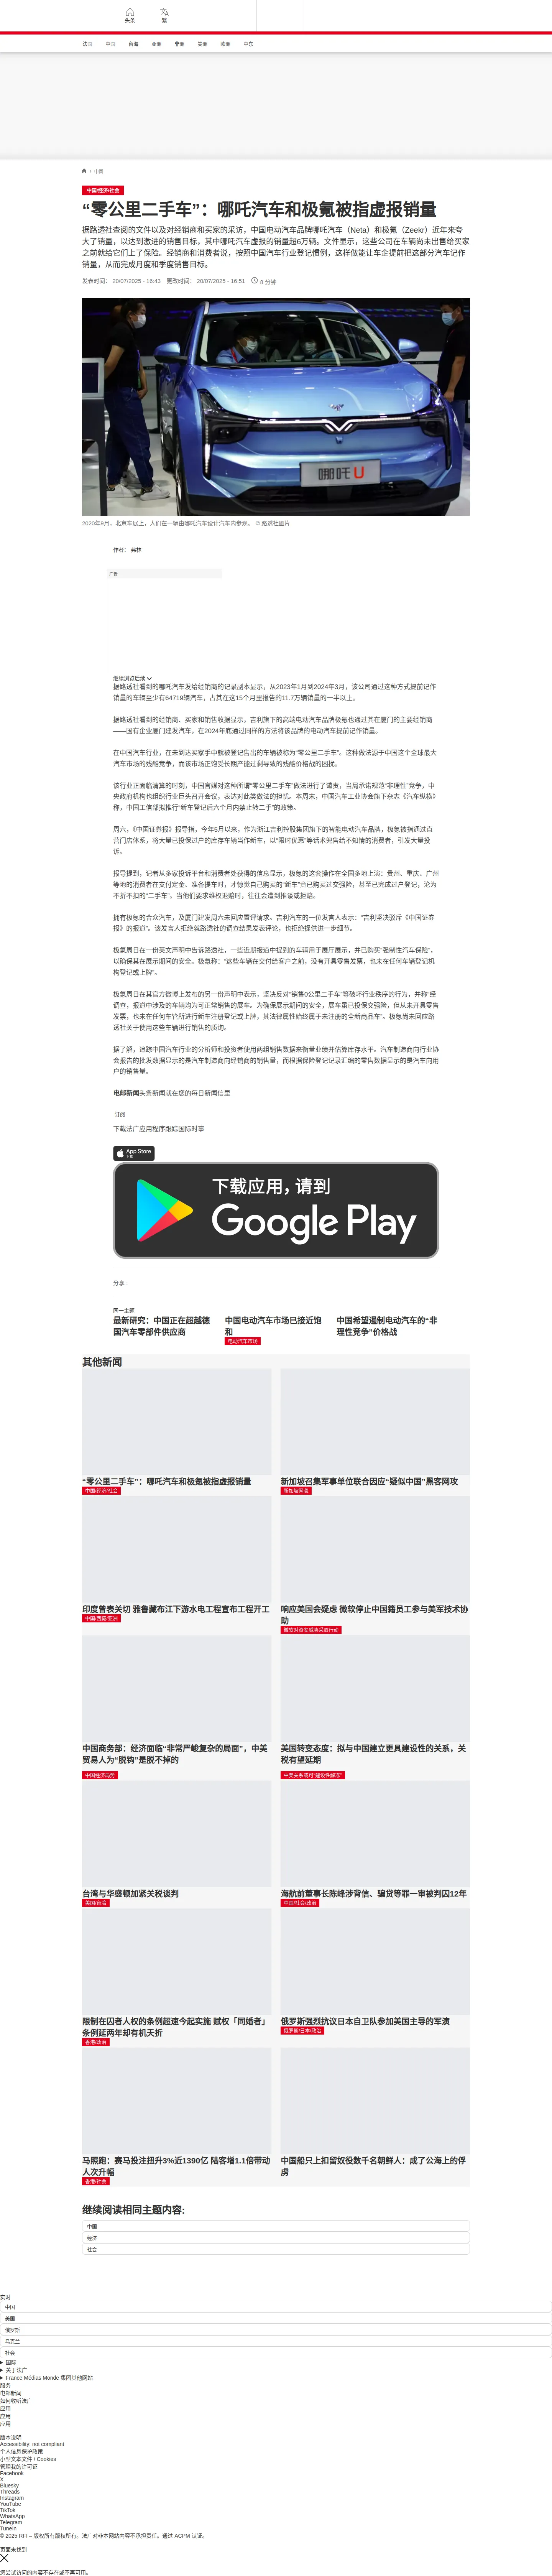 头条
繁
法国
中国
台海
亚洲
非洲
美洲
欧洲
中东
/ 中国
中国/经济/社会
“零公里二手车”：哪吒汽车和极氪被指虚报销量
据路透社查阅的文件以及对经销商和买家的采访，中国电动汽车品牌哪吒汽车（Neta）和极氪（Zeekr）近年来夸
大了销量，以达到激进的销售目标，其中哪吒汽车虚报的销量超6万辆。文件显示，这些公司在车辆尚未出售给买家
之前就给它们上了保险。经销商和消费者说，按照中国汽车行业登记惯例，这样做能让车企提前把这部分汽车记作
销量，从而完成月度和季度销售目标。
发表时间： 20/07/2025 - 16:43 更改时间： 20/07/2025 - 16:51
8 分钟
哪吒U
2020年9月，北京车展上，人们在一辆由哪吒汽车设计汽车内参观。 © 路透社图片
作者： 弗林
广告
继续浏览后续
据路透社看到的哪吒汽车发给经销商的记录副本显示，从2023年1月到2024年3月，该公司通过这种方式提前记作
销量的车辆至少有64719辆汽车，占其在这15个月里报告的11.7万辆销量的一半以上。
据路透社看到的经销商、买家和销售收据显示，吉利旗下的高端电动汽车品牌极氪也通过其在厦门的主要经销商
——国有企业厦门建发汽车，在2024年底通过同样的方法将该品牌的电动汽车提前记作销量。
在中国汽车行业，在未到达买家手中就被登记售出的车辆被称为“零公里二手车”。这种做法源于中国这个全球最大
汽车市场的残酷竞争，而该市场正饱受长期产能过剩导致的残酷价格战的困扰。
该行业正面临清算的时刻，中国官媒对这种所谓“零公里二手车”做法进行了谴责，当局承诺规范“非理性”竞争，中
央政府机构也组织行业巨头召开会议，表达对此类做法的担忧。本周末，中国汽车工业协会旗下杂志《汽车纵横》
称，中国工信部拟推行“新车登记后六个月内禁止转二手”的政策。
周六，《中国证券报》报导指，今年5月以来，作为浙江吉利控股集团旗下的智能电动汽车品牌，极氪被指通过直
营门店体系，将大量已投保过户的库存车辆当作新车，以“限时优惠”等话术兜售给不知情的消费者，引发大量投
诉。
报导提到，记者从多家投诉平台和消费者处获得的信息显示，极氪的这套操作在全国多地上演：贵州、重庆、广州
等地的消费者在支付定金、准备提车时，才惊觉自己购买的“新车”竟已购买过交强险，甚至已完成过户登记，沦为
不折不扣的“二手车”。当他们要求维权退赔时，往往会遭到推诿或拒赔。
拥有极氪的合众汽车，及厦门建发周六未回应置评请求。吉利汽车的一位发言人表示：“吉利坚决驳斥《中国证券
报》的报道”。该发言人拒绝就路透社的调查结果发表评论，也拒绝提供进一步细节。
极氪周日在一份英文声明中告诉路透社，一些近期报道中提到的车辆用于展厅展示，并已购买“强制性汽车保险”，
以确保其在展示期间的安全。极氪称：“这些车辆在交付给客户之前，没有开具零售发票，也未在任何车辆登记机
构登记或上牌”。
极氪周日在其官方微博上发布的另一份声明中表示，坚决反对“销售0公里二手车”等破坏行业秩序的行为，并称“经
调查，报道中涉及的车辆均为可正常销售的展车。为确保展示期间的安全，展车虽已投保交强险，但从未开具零售
发票，也未在任何车管所进行新车注册登记或上牌，其法律属性始终属于未注册的全新商品车”。极氪尚未回应路
透社关于使用这些车辆进行销售的质询。
据了解，追踪中国汽车行业的分析师和投资者使用两组销售数据来衡量业绩并估算库存水平。汽车制造商向行业协
会报告的批发数据显示的是汽车制造商向经销商的销售量，而根据保险登记记录汇编的零售数据显示的是汽车向用
户的销售量。
电邮新闻头条新闻就在您的每日新闻信里
订阅
下载法广应用程序跟踪国际时事
App Store
下载
下载应用，请到
Google Play
分享 :
同一主题
最新研究：中国正在超越德
国汽车零部件供应商
中国电动汽车市场已接近饱
和
电动汽车市场
中国希望遏制电动汽车的“非
理性竞争”价格战
其他新闻
“零公里二手车”：哪吒汽车和极氪被指虚报销量
中国/经济/社会
新加坡召集军事单位联合因应“疑似中国”黑客网攻
新加坡网袭
印度曾表关切 雅鲁藏布江下游水电工程宣布工程开工
中国/西藏/亚洲
响应美国会疑虑 微软停止中国籍员工参与美军技术协
助
微软对资安威胁采取行动
中国商务部：经济面临“非常严峻复杂的局面”，中美
贸易人为“脱钩”是脱不掉的
中国经济局势
美国转变态度：拟与中国建立更具建设性的关系，关
税有望延期
中美关系或可“建设性解冻”
台湾与华盛顿加紧关税谈判
美国/台湾
海航前董事长陈峰涉背信、骗贷等罪一审被判囚12年
中国/社会/政治
限制在囚者人权的条例超速今起实施 赋权「同婚者」
条例延两年却有机夭折
香港/政治
俄罗斯强烈抗议日本自卫队参加美国主导的军演
俄罗斯/日本/政治
马照跑：赛马投注扭升3%近1390亿 陆客增1.1倍带动
人次升幅
香港/社会
中国船只上扣留奴役数千名朝鲜人：成了公海上的俘
虏
继续阅读相同主题内容:
中国
经济
社会
实时
中国
美国
俄罗斯
乌克兰
社会
国际
关于法广
France Médias Monde 集团其他网站
服务
电邮新闻
如何收听法广
应用
应用
应用
版本说明
Accessibility: not compliant
个人信息保护政策
小型文本文件 / Cookies
管理我的许可证
Facebook
X
Bluesky
Threads
Instagram
YouTube
TikTok
WhatsApp
Telegram
TuneIn
© 2025 RFI – 版权所有版权所有。法广对非本网站内容不承担责任。通过 ACPM 认证。
页面未找到
您尝试访问的内容不存在或不再可用。